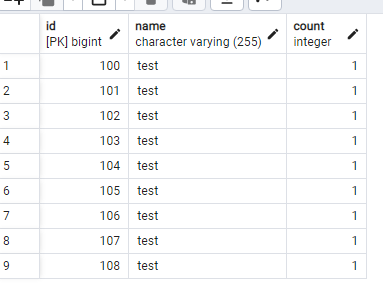 id name count
[PK] bigint character varying (255) integer
1 100 test 1
2 101 test 1
3 102 test 1
4 103 test 1
5 104 test 1
6 105 test 1
7 106 test 1
8 107 test 1
9 108 test 1